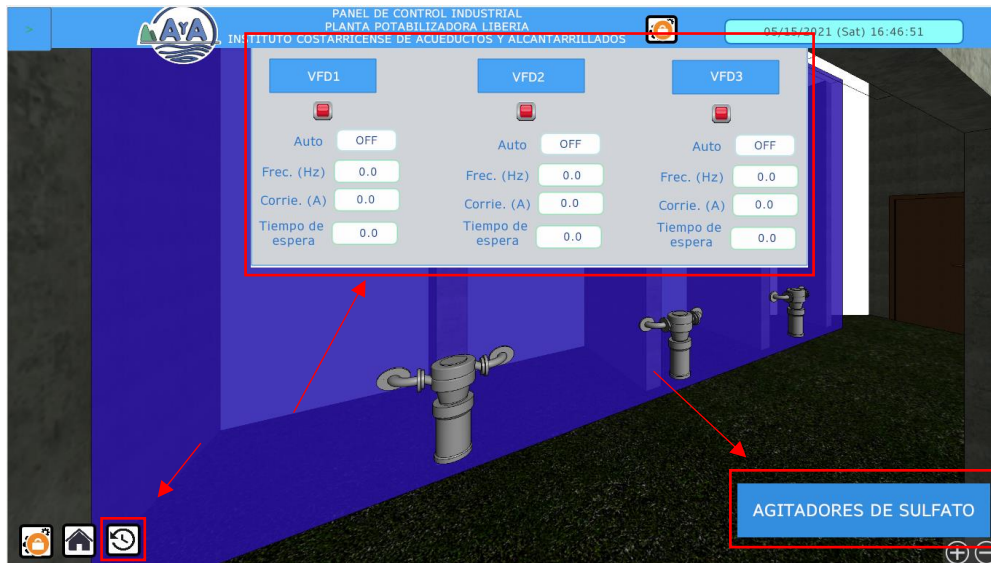 >
AyA
PANEL DE CONTROL INDUSTRIAL
PLANTA POTABILIZADORA LIBERIA
INSTITUTO COSTARRICENSE DE ACUEDUCTOS Y ALCANTARRILLADOS
05/15/2021 (Sat) 16:46:51
VFD1
Auto OFF
Frec. (Hz) 0.0
Corrie. (A) 0.0
Tiempo de
espera 0.0
VFD2
Auto OFF
Frec. (Hz) 0.0
Corrie. (A) 0.0
Tiempo de
espera 0.0
VFD3
Auto OFF
Frec. (Hz) 0.0
Corrie. (A) 0.0
Tiempo de
espera 0.0
AGITADORES DE SULFATO